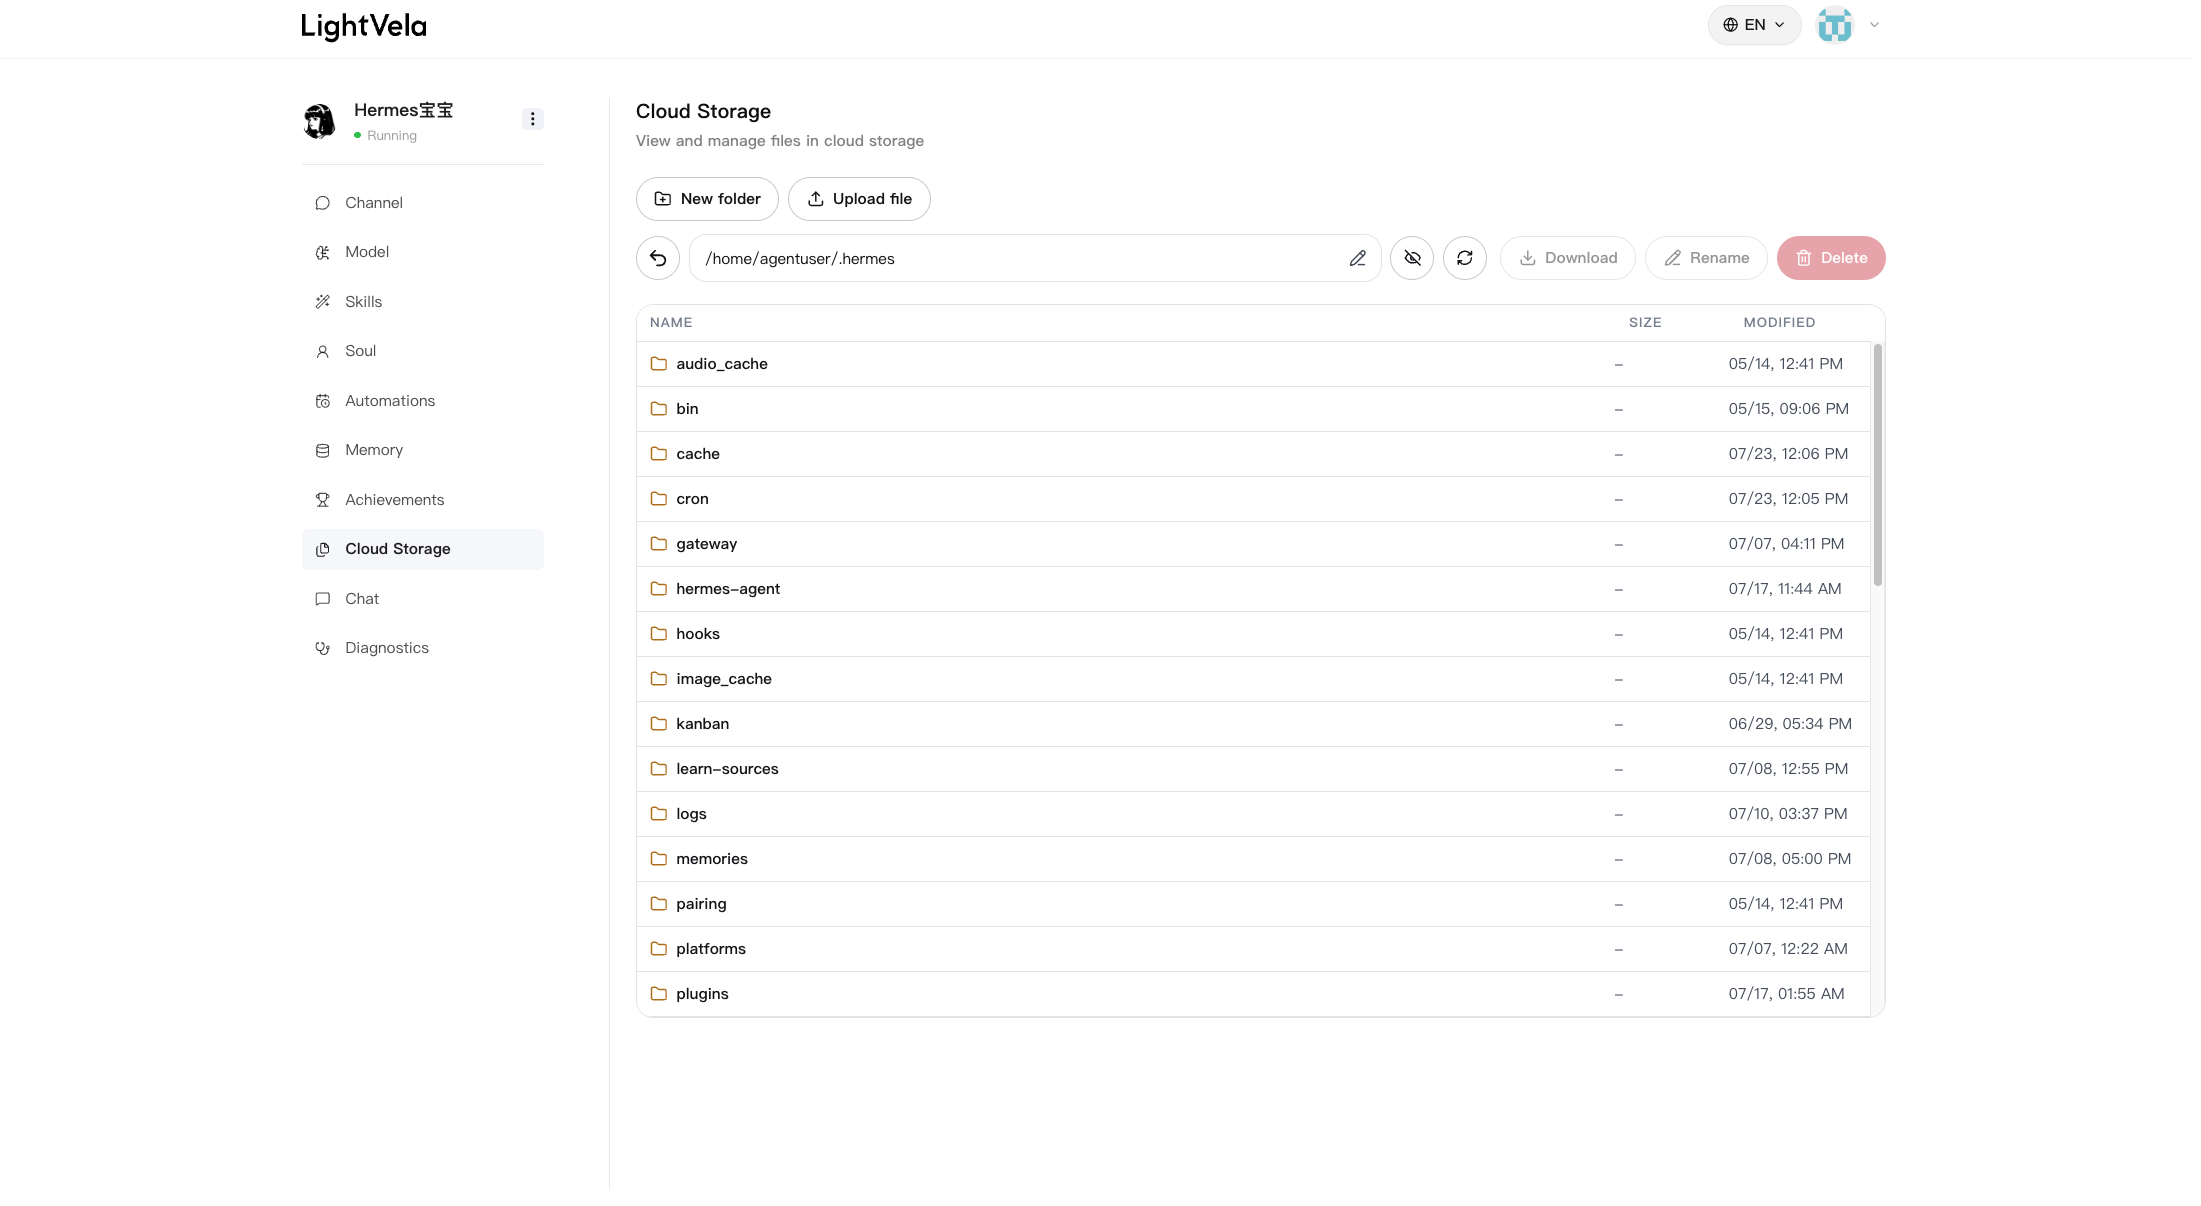 LightVela
EN
Hermes宝宝
Running
Channel
Model
Skills
Soul
Automations
Memory
Achievements
Cloud Storage
Chat
Diagnostics
Cloud Storage
View and manage files in cloud storage
New folder
Upload file
/home/agentuser/.hermes
Download
Rename
Delete
NAME SIZE MODIFIED
audio_cache – 05/14, 12:41 PM
bin – 05/15, 09:06 PM
cache – 07/23, 12:06 PM
cron – 07/23, 12:05 PM
gateway – 07/07, 04:11 PM
hermes-agent – 07/17, 11:44 AM
hooks – 05/14, 12:41 PM
image_cache – 05/14, 12:41 PM
kanban – 06/29, 05:34 PM
learn-sources – 07/08, 12:55 PM
logs – 07/10, 03:37 PM
memories – 07/08, 05:00 PM
pairing – 05/14, 12:41 PM
platforms – 07/07, 12:22 AM
plugins – 07/17, 01:55 AM